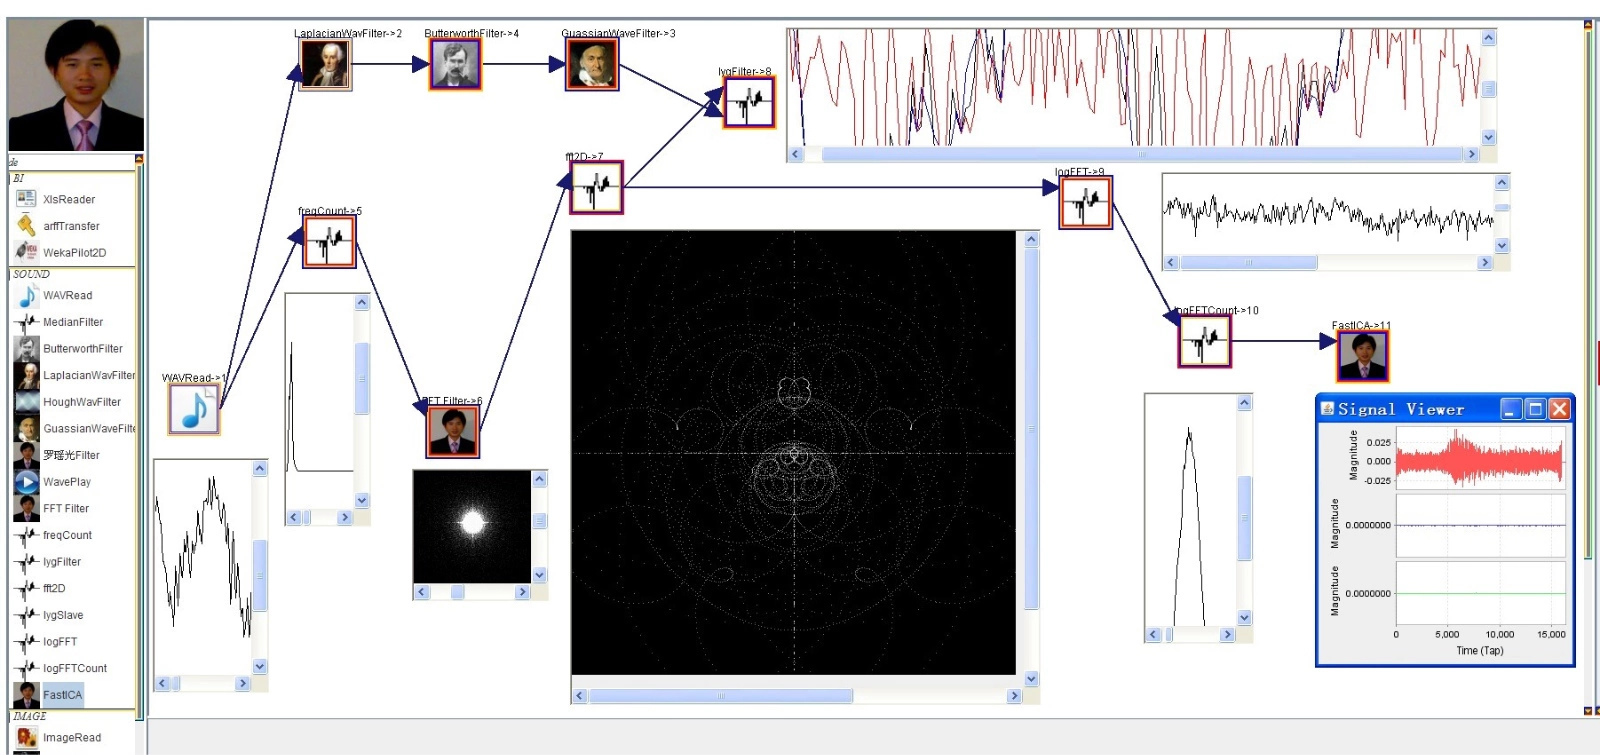 de
BI
XlsReader
arffTransfer
WekaPilot2D
SOUND
WAVRead
MedianFilter
ButterworthFilter
LaplacianWavFilter
HoughWavFilter
GuassianWaveFilte
罗瑶光Filter
WavePlay
FFT Filter
freqCount
lygFilter
fft2D
lygSlave
logFFT
logFFTCount
FastICA
IMAGE
ImageRead
LaplacianWavFilter->2
ButterworthFilter->4
GuassianWaveFilter->3
lygFilter->8
fft2D->7
logFFT->9
freqCount->5
logFFTCount->10
FastICA->11
WAVRead->1
FFT Filter->6
Signal Viewer
Magnitude
0.025
0.000
-0.025
Magnitude
0.0000000
Magnitude
0.0000000
0 5,000 10,000 15,000
Time (Tap)